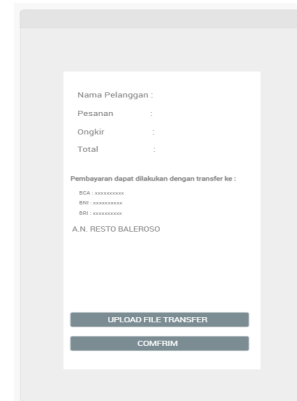 Nama Pelanggan :
Pesanan :
Ongkir :
Total :
Pembayaran dapat dilakukan dengan transfer ke :
BCA : xxxxxxxxxx
BNI : xxxxxxxxxx
BRI : xxxxxxxxxx
A.N. RESTO BALEROSO
UPLOAD FILE TRANSFER
COMFRIM